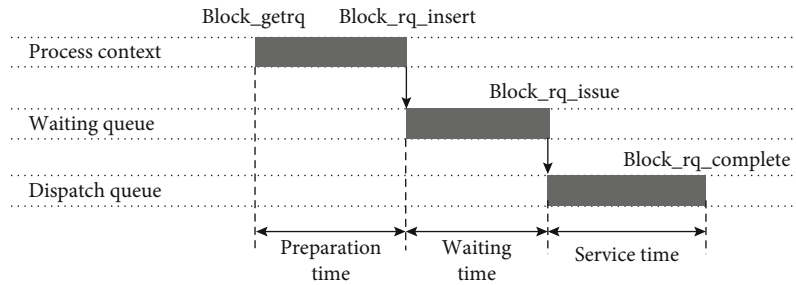 Block_getrq Block_rq_insert
Process context
Block_rq_issue
Waiting queue
Block_rq_complete
Dispatch queue
Preparation time
Waiting time
Service time